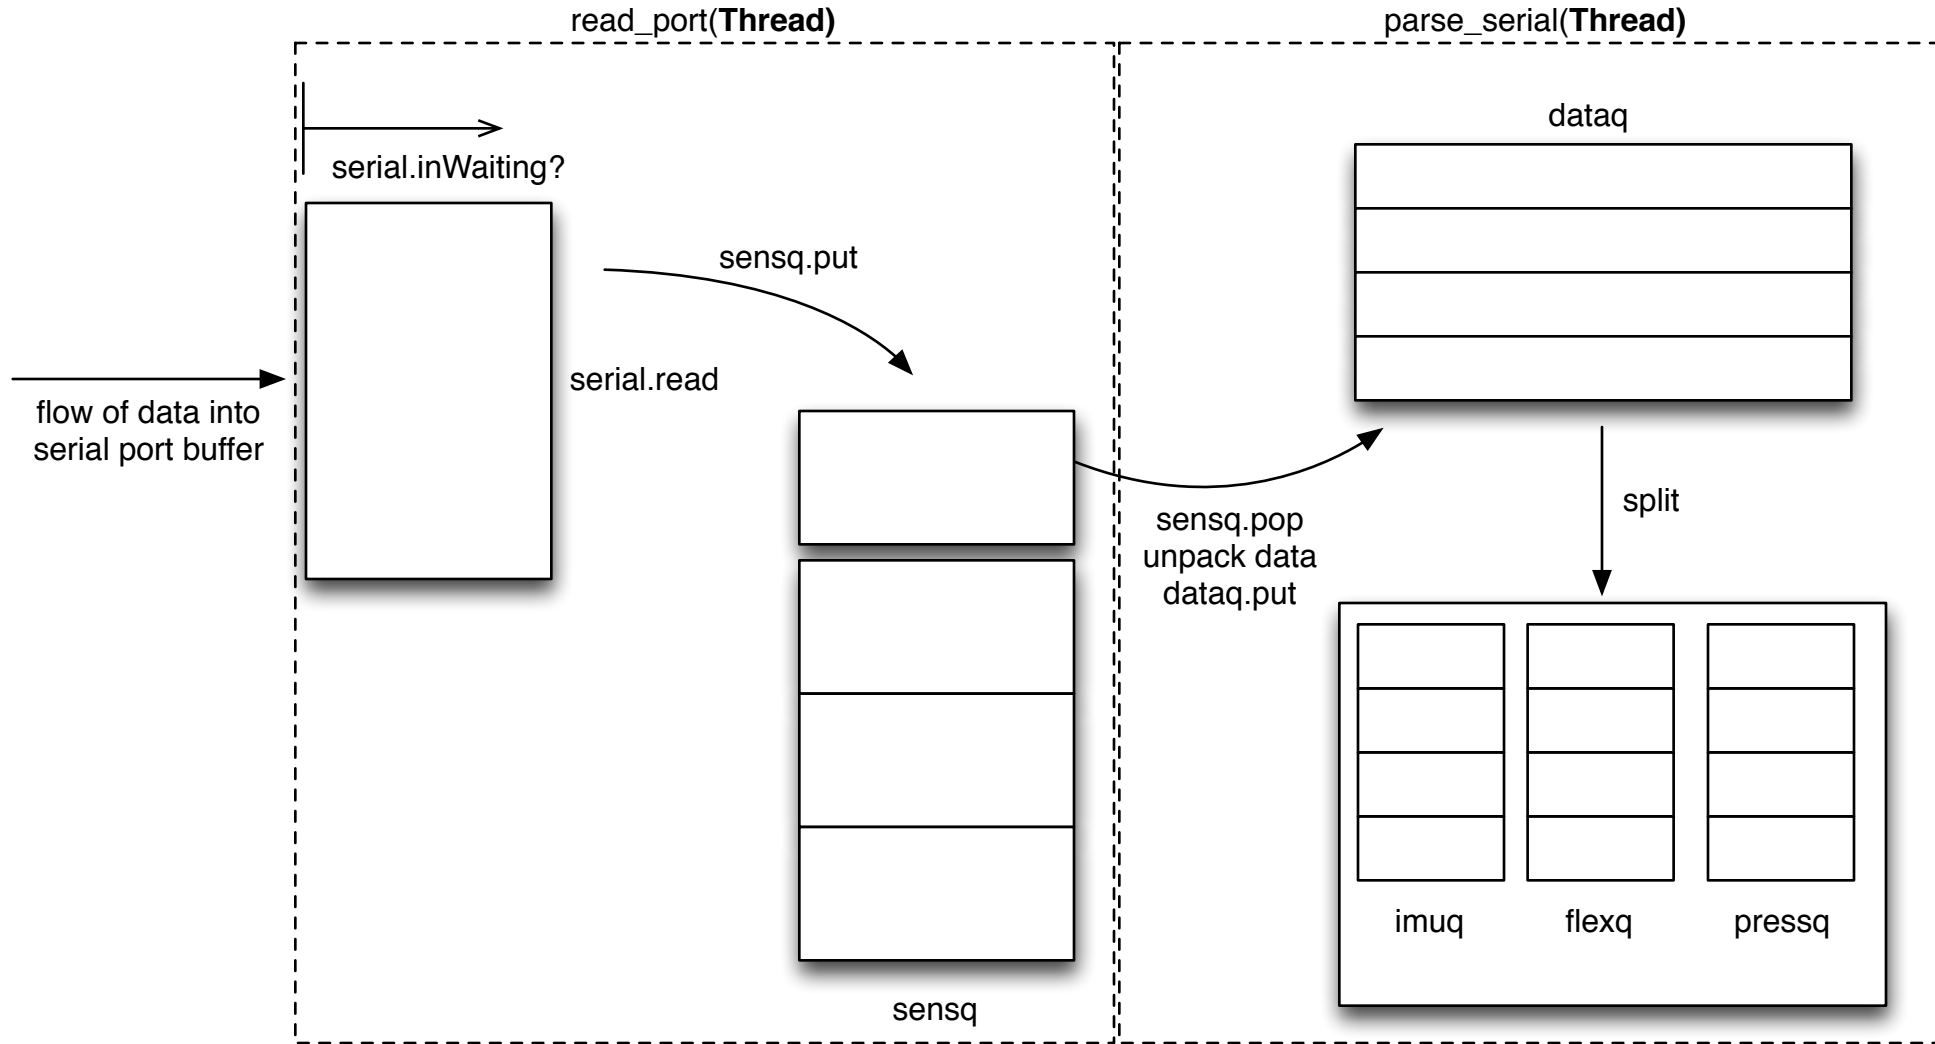 read_port(Thread)
parse_serial(Thread)
serial.inWaiting?
dataq
sensq.put
serial.read
flow of data into
serial port buffer
sensq.pop
unpack data
dataq.put
split
imuq
flexq
pressq
sensq